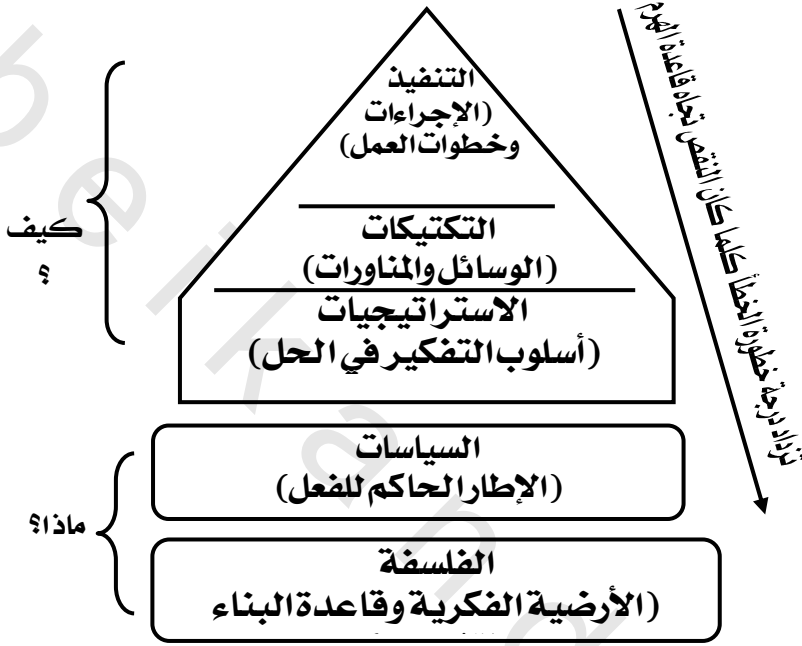 التنفيذ
(الإجراءات
وخطوات العمل)
التكتيكات
(الوسائل والمناورات)
الاستراتيجيات
(أسلوب التفكير في الحل)
كيف
؟
السياسات
(الإطار الحاكم للفعل)
الفلسفة
(الأرضية الفكرية وقاعدة البناء
ماذا؟
تزداد درجة خطورة الخطأ كلما كان النقص تجاه قاعدة الهرم